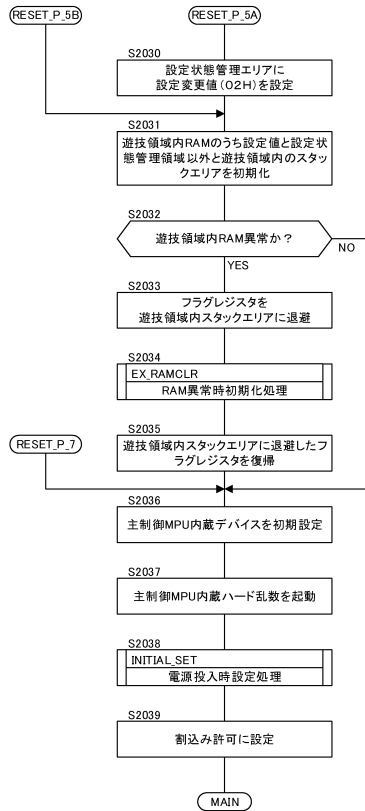 RESET_P_5B
RESET_P_5A
S2030
設定状態管理エリアに
設定変更値(02H)を設定
S2031
遊技領域内RAMのうち設定値と設定状
態管理領域以外と遊技領域内のスタッ
クエリアを初期化
S2032
遊技領域内RAM異常か？
NO
YES
S2033
フラグレジスタを
遊技領域内スタックエリアに退避
S2034
EX_RAMCLR
RAM異常時初期化処理
S2035
RESET_P_7
遊技領域内スタックエリアに退避したフ
ラグレジスタを復帰
S2036
主制御MPU内蔵デバイスを初期設定
S2037
主制御MPU内蔵ハード乱数を起動
S2038
INITIAL_SET
電源投入時設定処理
S2039
割込み許可に設定
MAIN